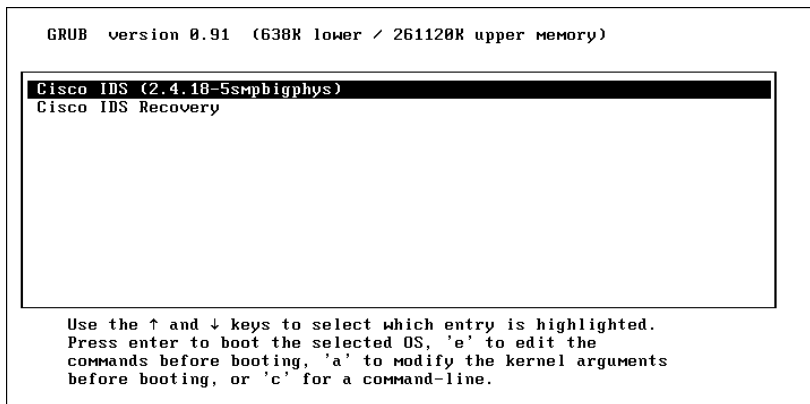 GRUB version 0.91 (638K lower / 261120K upper memory)
Cisco IDS (2.4.18-5smpbigphys)
Cisco IDS Recovery
Use the ↑ and ↓ keys to select which entry is highlighted.
Press enter to boot the selected OS, 'e' to edit the
commands before booting, 'a' to modify the kernel arguments
before booting, or 'c' for a command-line.